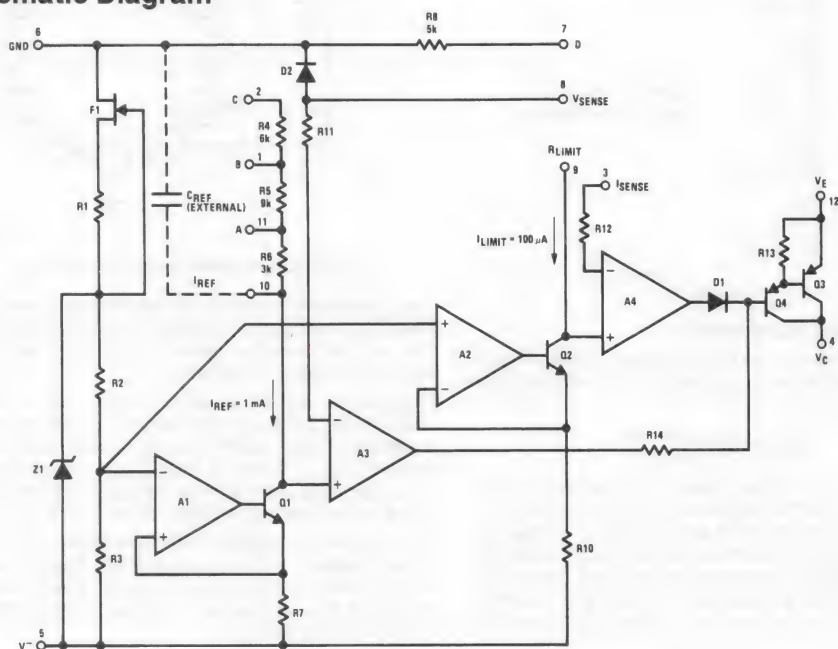 ematic Diagram
6
GND
R8
5k
7
D
D2
8
VSENSE
C
2
F1
R4
6k
R11
B
1
R1
CREF
(EXTERNAL)
R5
9k
A
11
R6
3k
IREF
10
RLIMIT
9
3
ISENSE
ILIMIT = 100 μA
R12
VE
12
R13
Q3
D1
Q4
A4
−
+
4
VC
R2
+
A2
−
Q2
IREF = 1 mA
−
A3
+
R14
Z1
−
A1
+
Q1
R3
R10
R7
V−
5